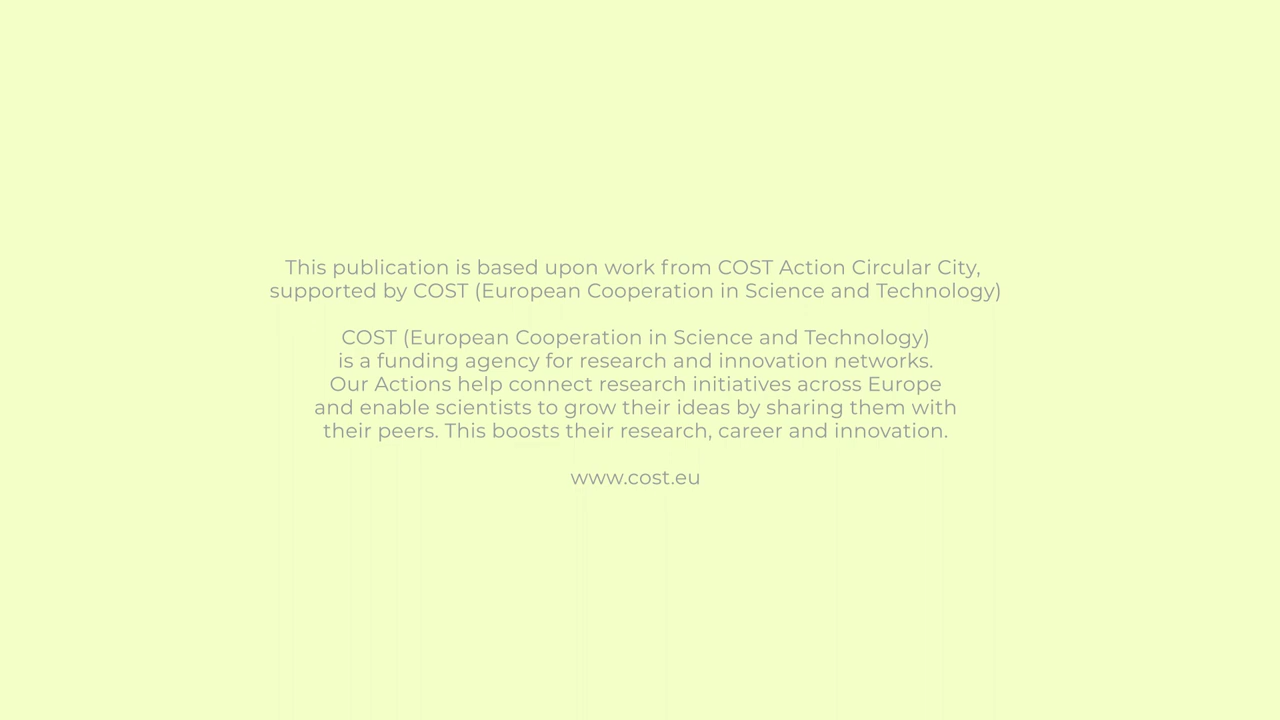 This publication is based upon work from COST Action Circular City,
supported by COST (European Cooperation in Science and Technology)
COST (European Cooperation in Science and Technology)
is a funding agency for research and innovation networks.
Our Actions help connect research initiatives across Europe
and enable scientists to grow their ideas by sharing them with
their peers. This boosts their research, career and innovation.
www.cost.eu